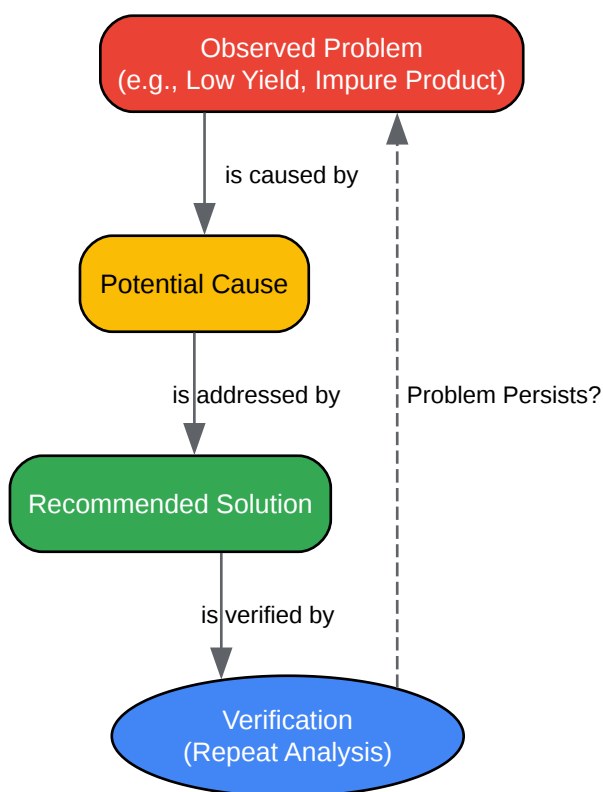 Observed Problem
(e.g., Low Yield, Impure Product)
is caused by
Potential Cause
is addressed by
Problem Persists?
Recommended Solution
is verified by
Verification
(Repeat Analysis)